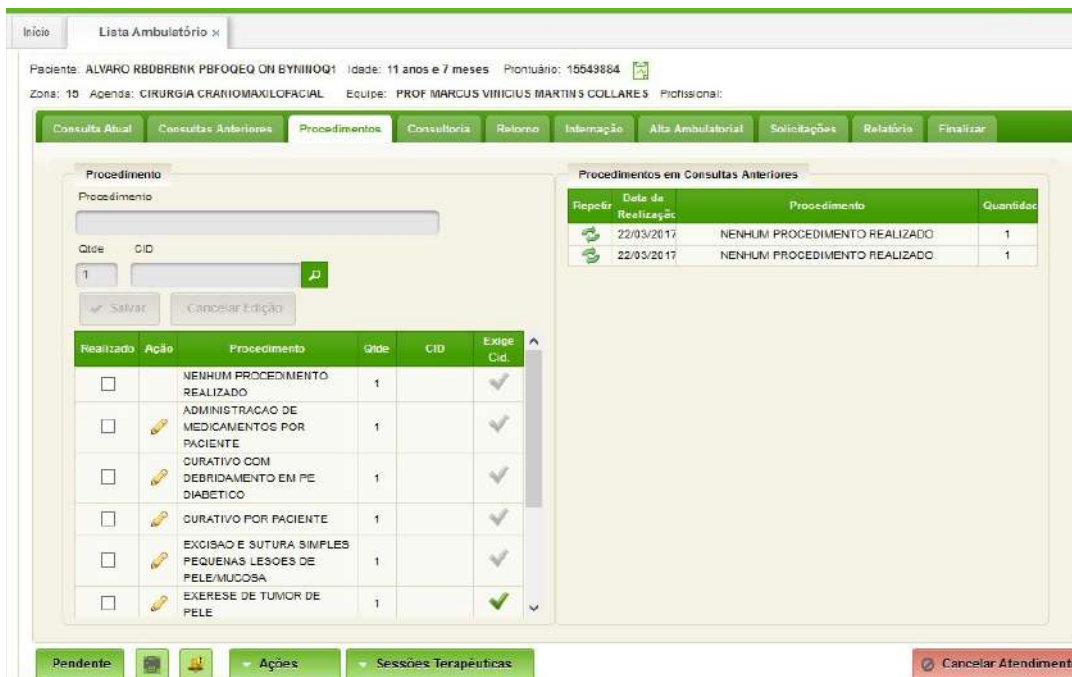 Início Lista Ambulatório ×
Paciente: ALVARO RBDBRBNK PBFOQEQ ON BYNINOQ1 Idade: 11 anos e 7 meses Prontuário: 15549884
Zona: 15 Agenda: CIRURGIA CRANIOMAXILOFACIAL Equipe: PROF MARCUS VINICIUS MARTINS COLLARES Profissional:
Consulta Atual Consultas Anteriores Procedimentos Consultoria Retorno Internação Alta Ambulatorial Solicitações Relatório Finalizar
Procedimento
Procedimento
Qtde CID
1
Salvar Cancelar Edição
Realizado Ação Procedimento Qtde CID Exige
Cid.
NENHUM PROCEDIMENTO
REALIZADO 1
ADMINISTRACAO DE
MEDICAMENTOS POR 1
PACIENTE
CURATIVO COM
DEBRIDAMENTO EM PE 1
DIABETICO
CURATIVO POR PACIENTE 1
EXCISAO E SUTURA SIMPLES
PEQUENAS LESOES DE 1
PELE/MUCOSA
EXERESE DE TUMOR DE
PELE 1
Procedimentos em Consultas Anteriores
Repetir Data da
Realização Procedimento Quantidad
22/03/2017 NENHUM PROCEDIMENTO REALIZADO 1
22/03/2017 NENHUM PROCEDIMENTO REALIZADO 1
Pendente Ações Sessões Terapêuticas Cancelar Atendiment